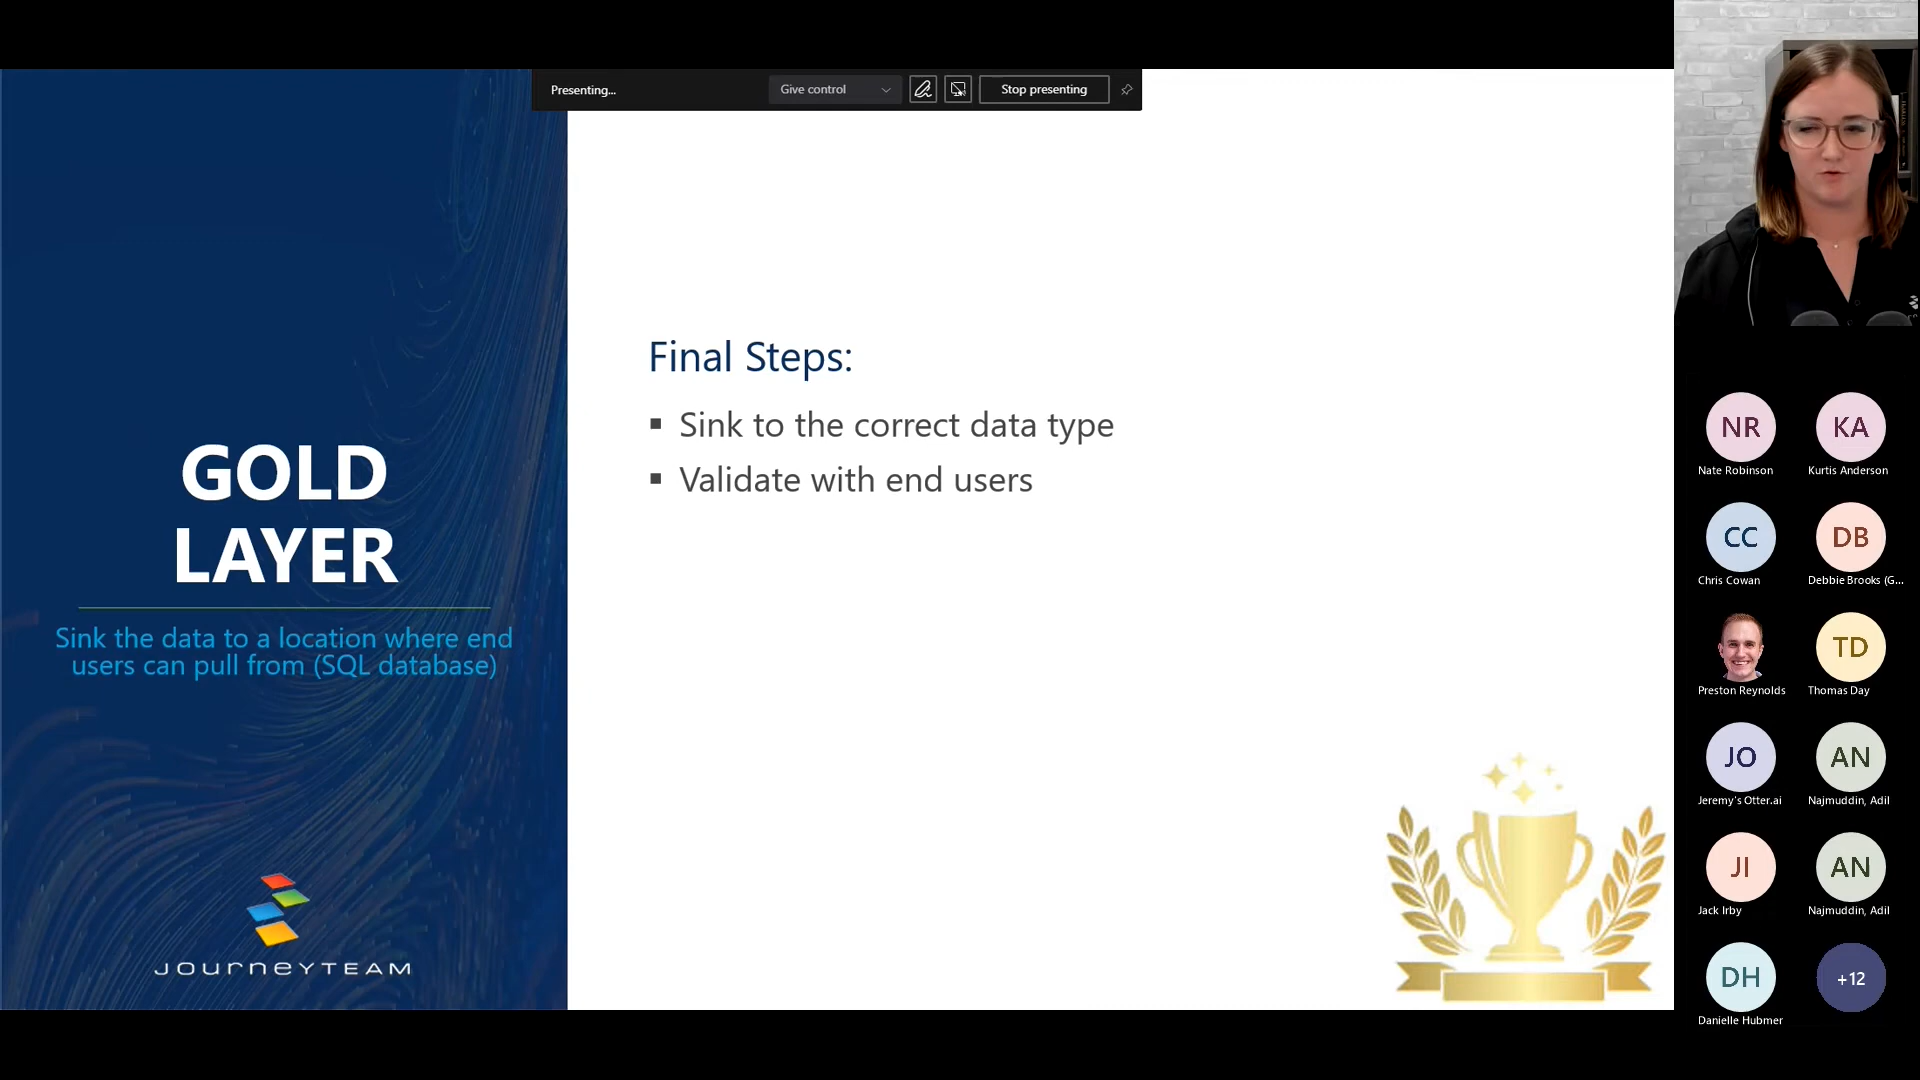 Presenting...
Give control
Stop presenting
GOLD
LAYER
Sink the data to a location where end
users can pull from (SQL database)
JOURNEYTEAM
Final Steps:
▪ Sink to the correct data type
▪ Validate with end users
NR
Nate Robinson
KA
Kurtis Anderson
CC
Chris Cowan
DB
Debbie Brooks (G...
Preston Reynolds
TD
Thomas Day
JO
Jeremy's Otter.ai
AN
Najmuddin, Adil
JI
Jack Irby
AN
Najmuddin, Adil
DH
Danielle Hubmer
+12